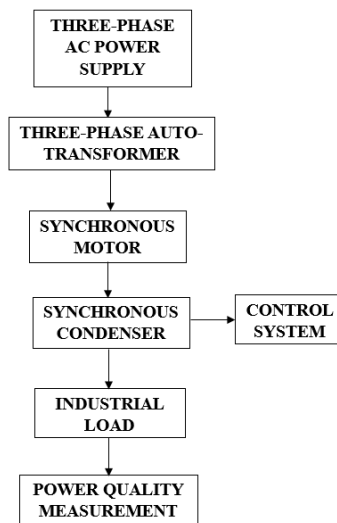 THREE-PHASE
AC POWER
SUPPLY
THREE-PHASE AUTO-
TRANSFORMER
SYNCHRONOUS
MOTOR
SYNCHRONOUS
CONDENSER
CONTROL
SYSTEM
INDUSTRIAL
LOAD
POWER QUALITY
MEASUREMENT